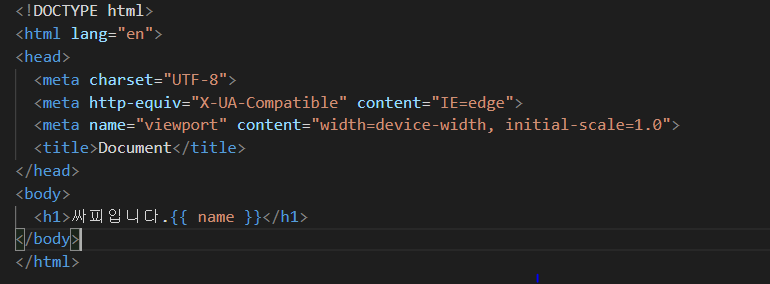 <!DOCTYPE html>
<html lang="en">
<head>
<meta charset="UTF-8">
<meta http-equiv="X-UA-Compatible" content="IE=edge">
<meta name="viewport" content="width=device-width, initial-scale=1.0">
<title>Document</title>
</head>
<body>
<h1>싸피입니다.{{ name }}</h1>
</body>
</html>